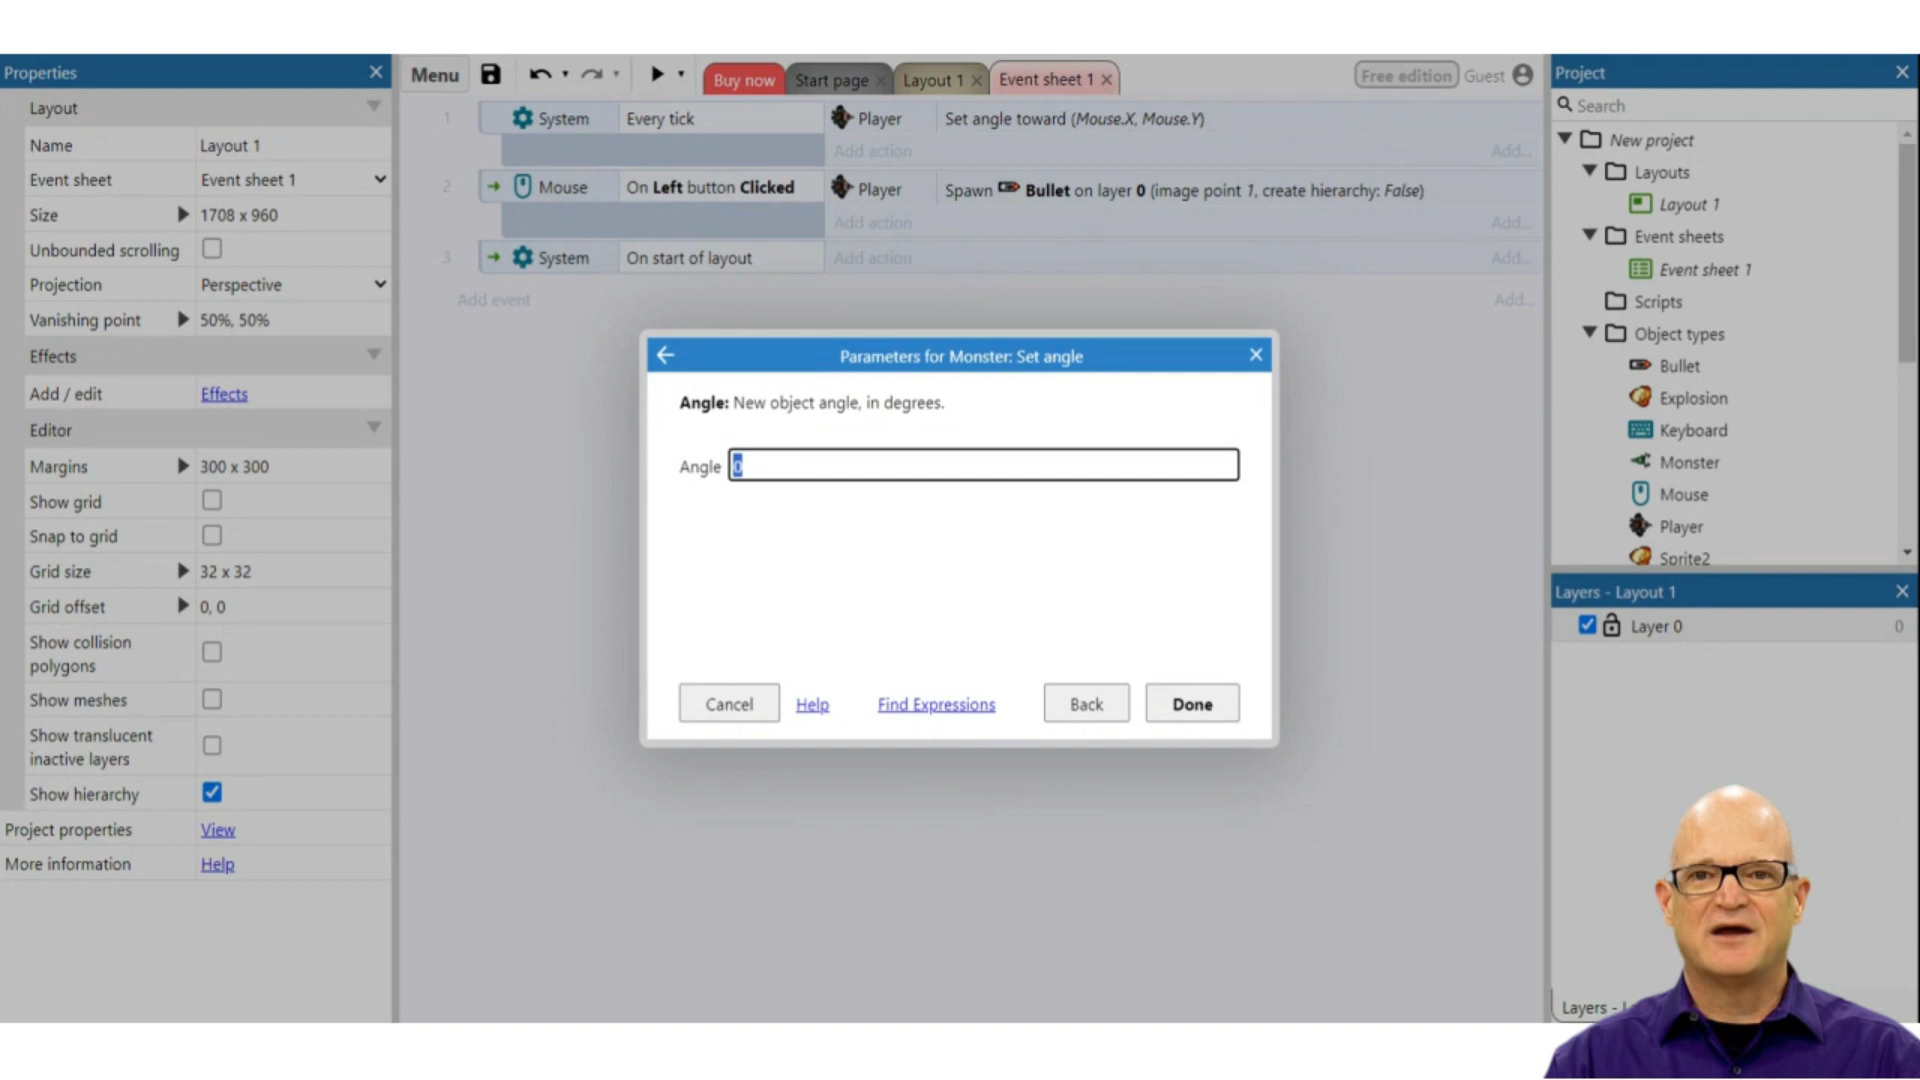 Properties
Layout
Name Layout 1
Event sheet Event sheet 1
Size 1708 x 960
Unbounded scrolling
Projection Perspective
Vanishing point 50%, 50%
Effects
Add / edit Effects
Editor
Margins 300 x 300
Show grid
Snap to grid
Grid size 32 x 32
Grid offset 0, 0
Show collision
polygons
Show meshes
Show translucent
inactive layers
Show hierarchy
Project properties View
More information Help
Menu Buy now Start page Layout 1 Event sheet 1 Free edition Guest
1 System Every tick Player Set angle toward (Mouse.X, Mouse.Y)
Add action Add...
2 Mouse On Left button Clicked Player Spawn Bullet on layer 0 (image point 1, create hierarchy: False)
Add action Add...
3 System On start of layout Add action Add...
Add event Add...
Parameters for Monster: Set angle
Angle: New object angle, in degrees.
Angle 0
Cancel Help Find Expressions Back Done
Project
Search
New project
Layouts
Layout 1
Event sheets
Event sheet 1
Scripts
Object types
Bullet
Explosion
Keyboard
Monster
Mouse
Player
Sprite2
Layers - Layout 1
Layer 0 0
Layers - L